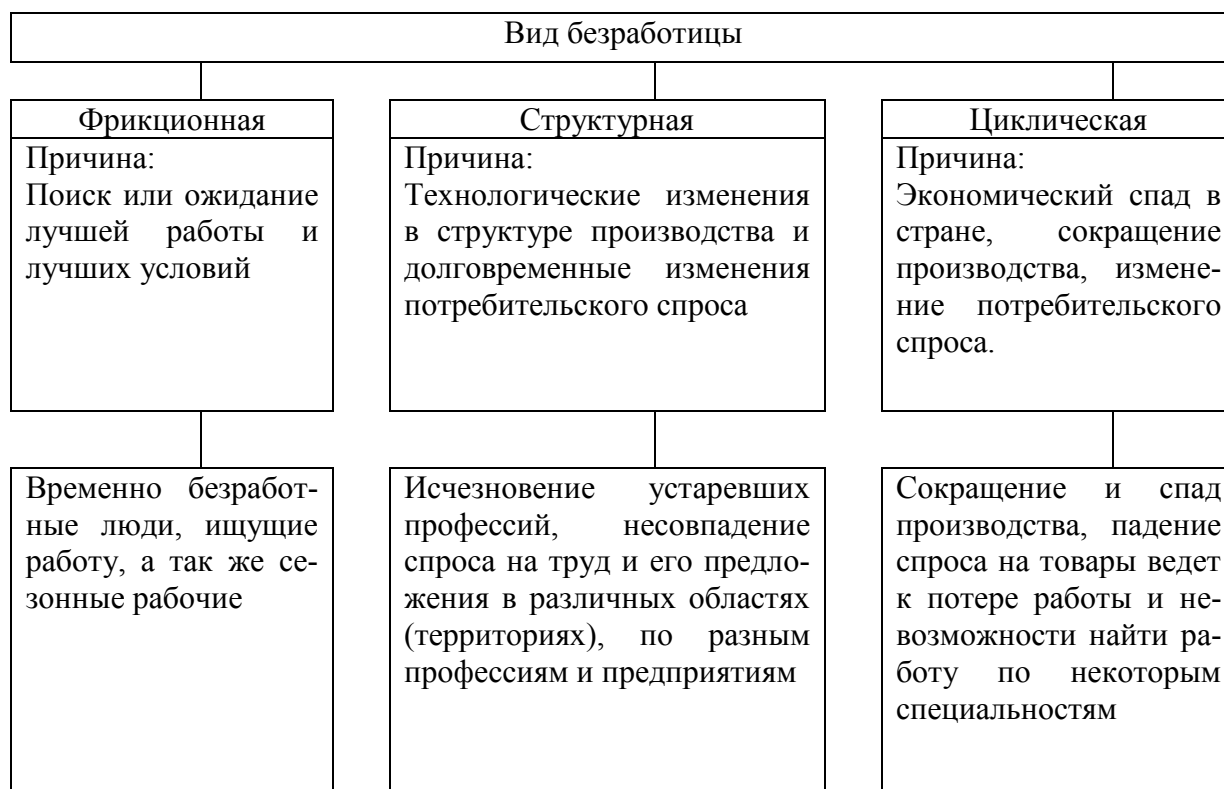 Вид безработицы
Фрикционная
Причина:
Поиск или ожидание
лучшей работы и
лучших условий
Структурная
Причина:
Технологические изменения
в структуре производства и
долговременные изменения
потребительского спроса
Циклическая
Причина:
Экономический спад в
стране, сокращение
производства, измене-
ние потребительского
спроса.
Временно безработ-
ные люди, ищущие
работу, а так же се-
зонные рабочие
Исчезновение устаревших
профессий, несовпадение
спроса на труд и его предло-
жения в различных областях
(территориях), по разным
профессиям и предприятиям
Сокращение и спад
производства, падение
спроса на товары ведет
к потере работы и не-
возможности найти ра-
боту по некоторым
специальностям